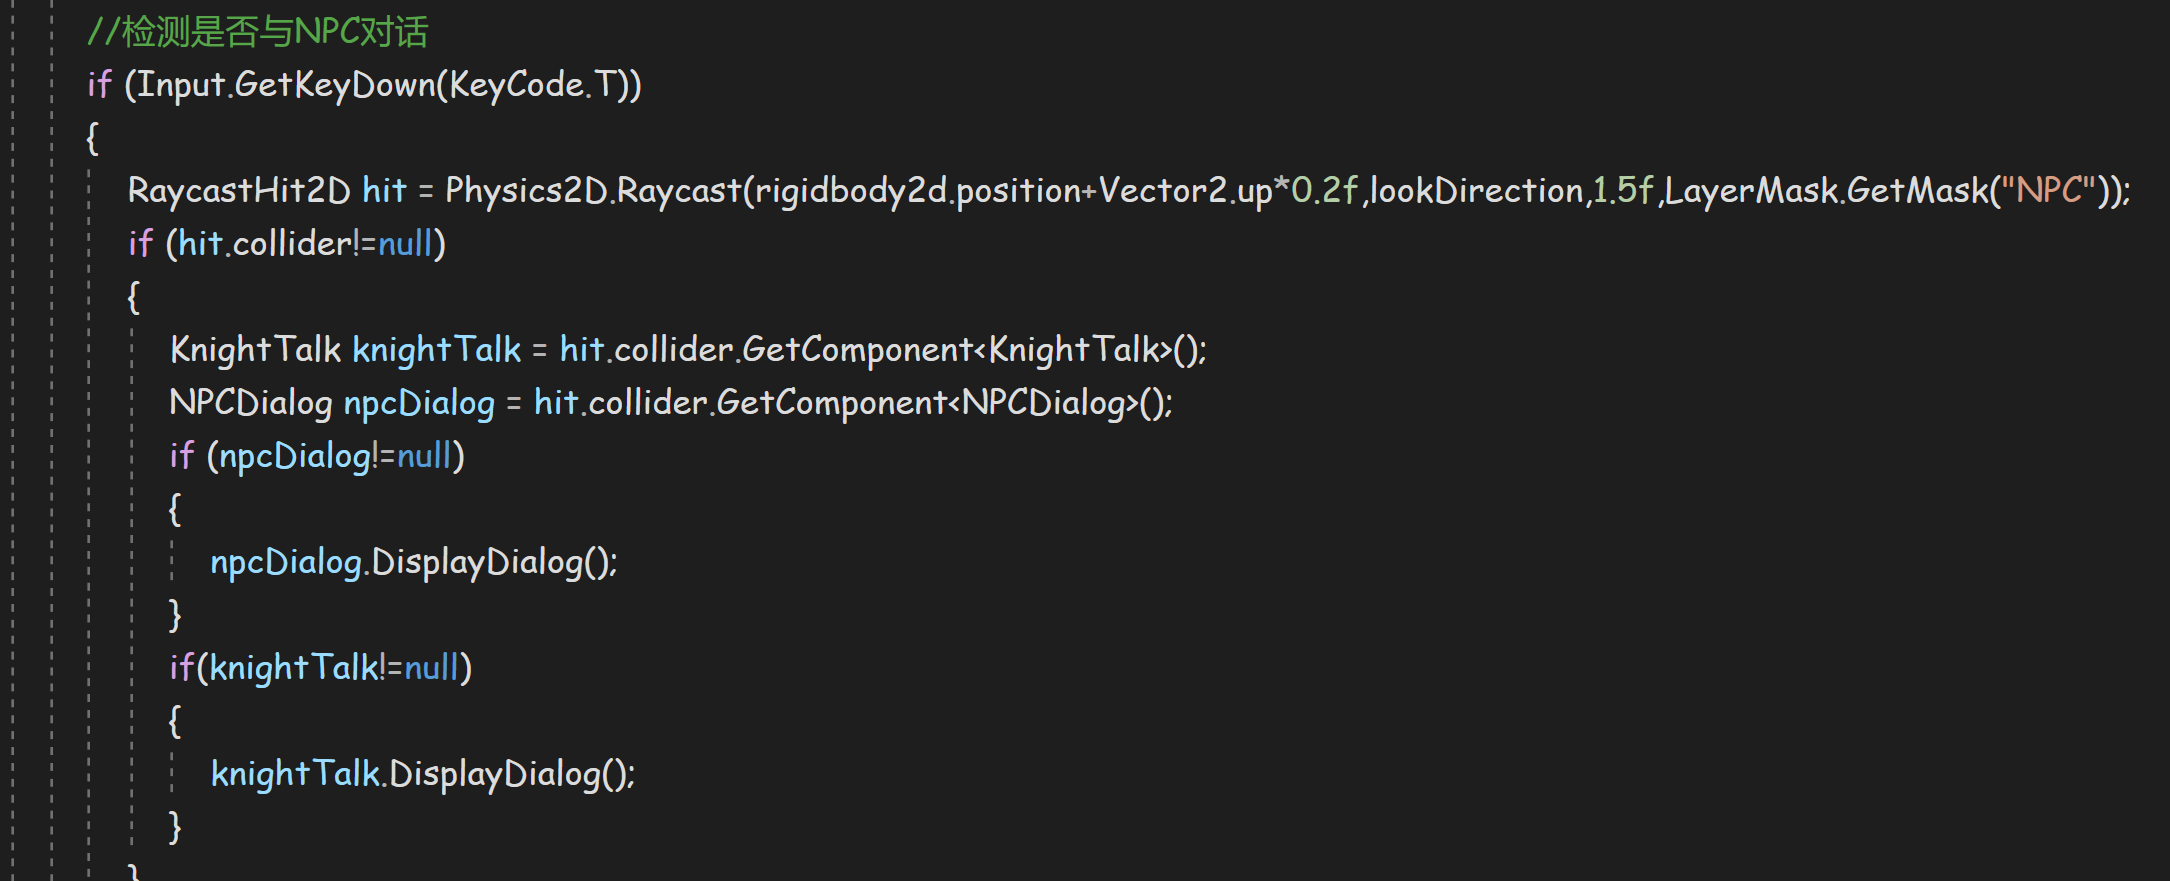 //检测是否与NPC对话
if (Input.GetKeyDown(KeyCode.T))
{
RaycastHit2D hit = Physics2D.Raycast(rigidbody2d.position+Vector2.up*0.2f,lookDirection,1.5f,LayerMask.GetMask("NPC"));
if (hit.collider!=null)
{
KnightTalk knightTalk = hit.collider.GetComponent<KnightTalk>();
NPCDialog npcDialog = hit.collider.GetComponent<NPCDialog>();
if (npcDialog!=null)
{
npcDialog.DisplayDialog();
}
if(knightTalk!=null)
{
knightTalk.DisplayDialog();
}
}